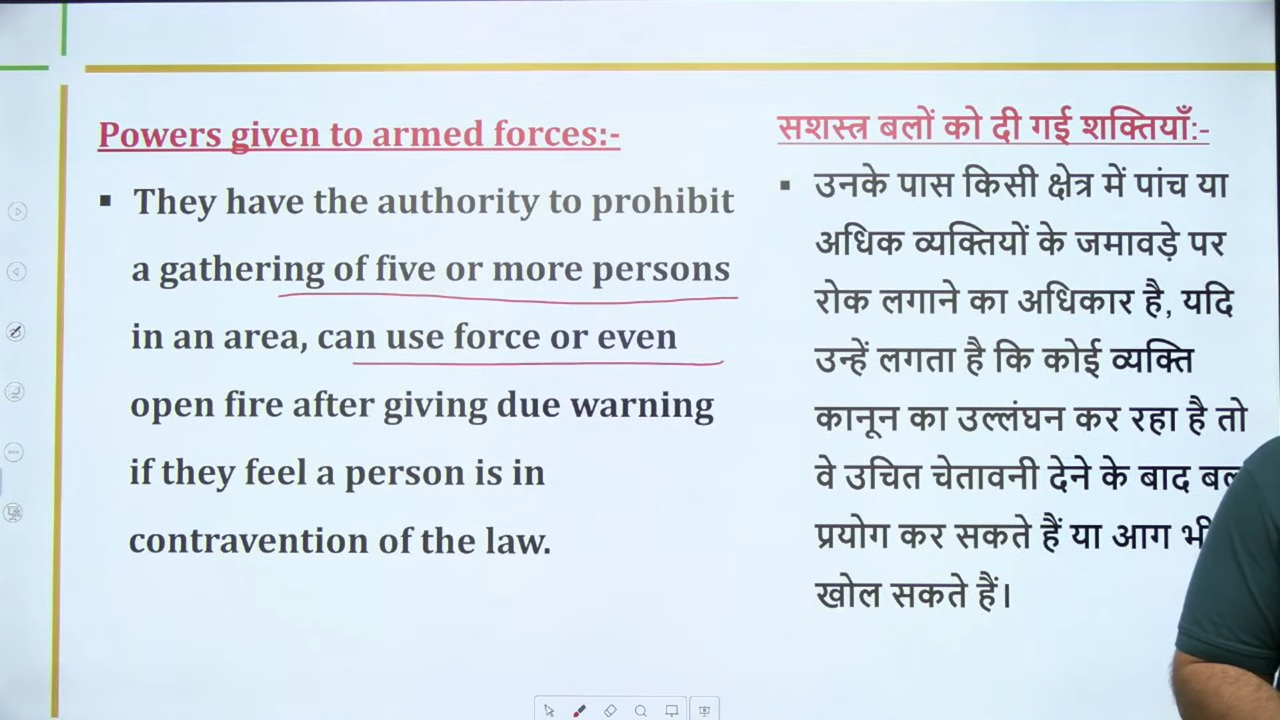 Powers given to armed forces:-
▪ They have the authority to prohibit
a gathering of five or more persons
in an area, can use force or even
open fire after giving due warning
if they feel a person is in
contravention of the law.
सशस्त्र बलों को दी गई शक्तियाँ:-
▪ उनके पास किसी क्षेत्र में पांच या
अधिक व्यक्तियों के जमावड़े पर
रोक लगाने का अधिकार है, यदि
उन्हें लगता है कि कोई व्यक्ति
कानून का उल्लंघन कर रहा है तो
वे उचित चेतावनी देने के बाद
प्रयोग कर सकते हैं या आग भी
खोल सकते हैं।